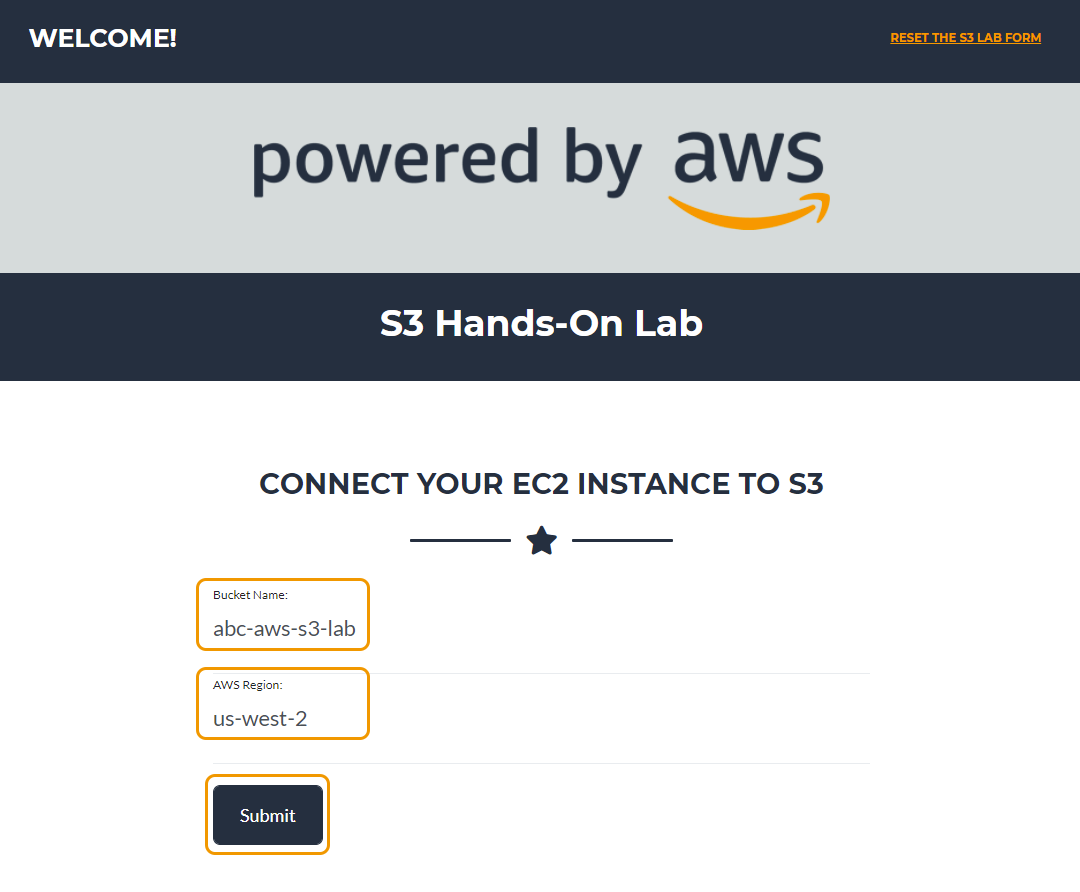 WELCOME!
RESET THE S3 LAB FORM
powered by aws
S3 Hands-On Lab
CONNECT YOUR EC2 INSTANCE TO S3
Bucket Name:
abc-aws-s3-lab
AWS Region:
us-west-2
Submit